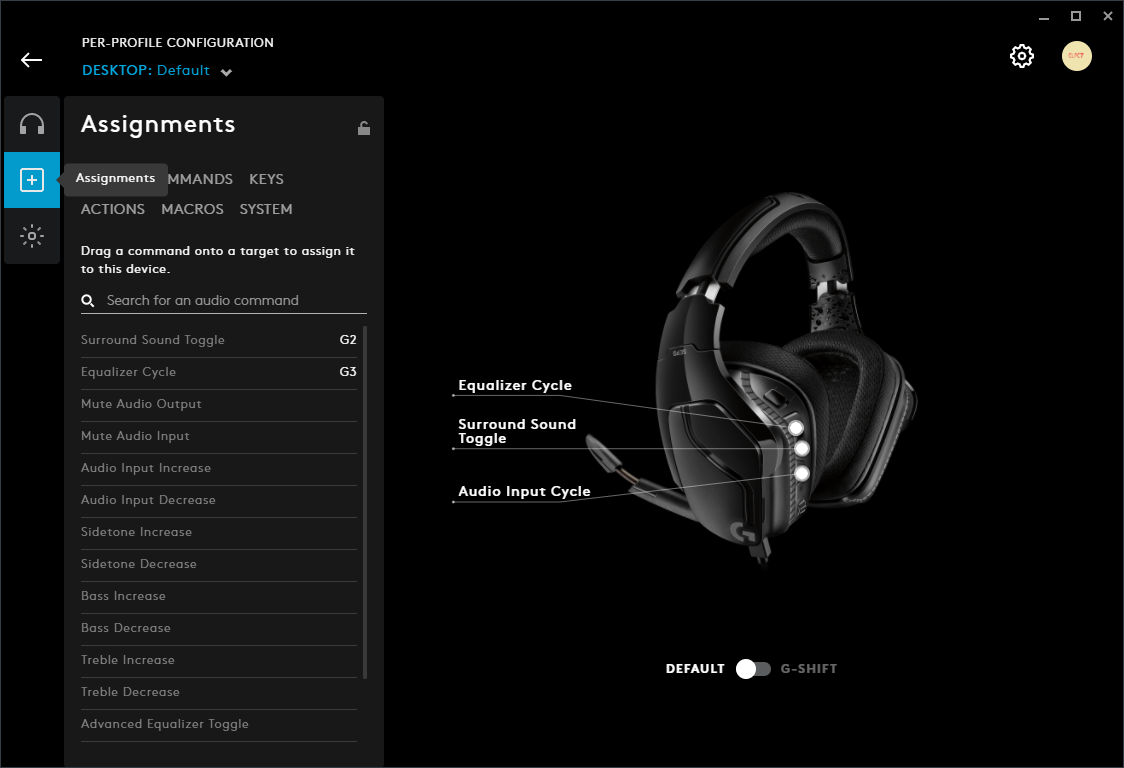 PER-PROFILE CONFIGURATION
DESKTOP: Default
Assignments
Assignments
MMANDS KEYS
ACTIONS MACROS SYSTEM
Drag a command onto a target to assign it
to this device.
Search for an audio command
Surround Sound Toggle G2
Equalizer Cycle G3
Mute Audio Output
Mute Audio Input
Audio Input Increase
Audio Input Decrease
Sidetone Increase
Sidetone Decrease
Bass Increase
Bass Decrease
Treble Increase
Treble Decrease
Advanced Equalizer Toggle
Equalizer Cycle
Surround Sound
Toggle
Audio Input Cycle
DEFAULT G-SHIFT